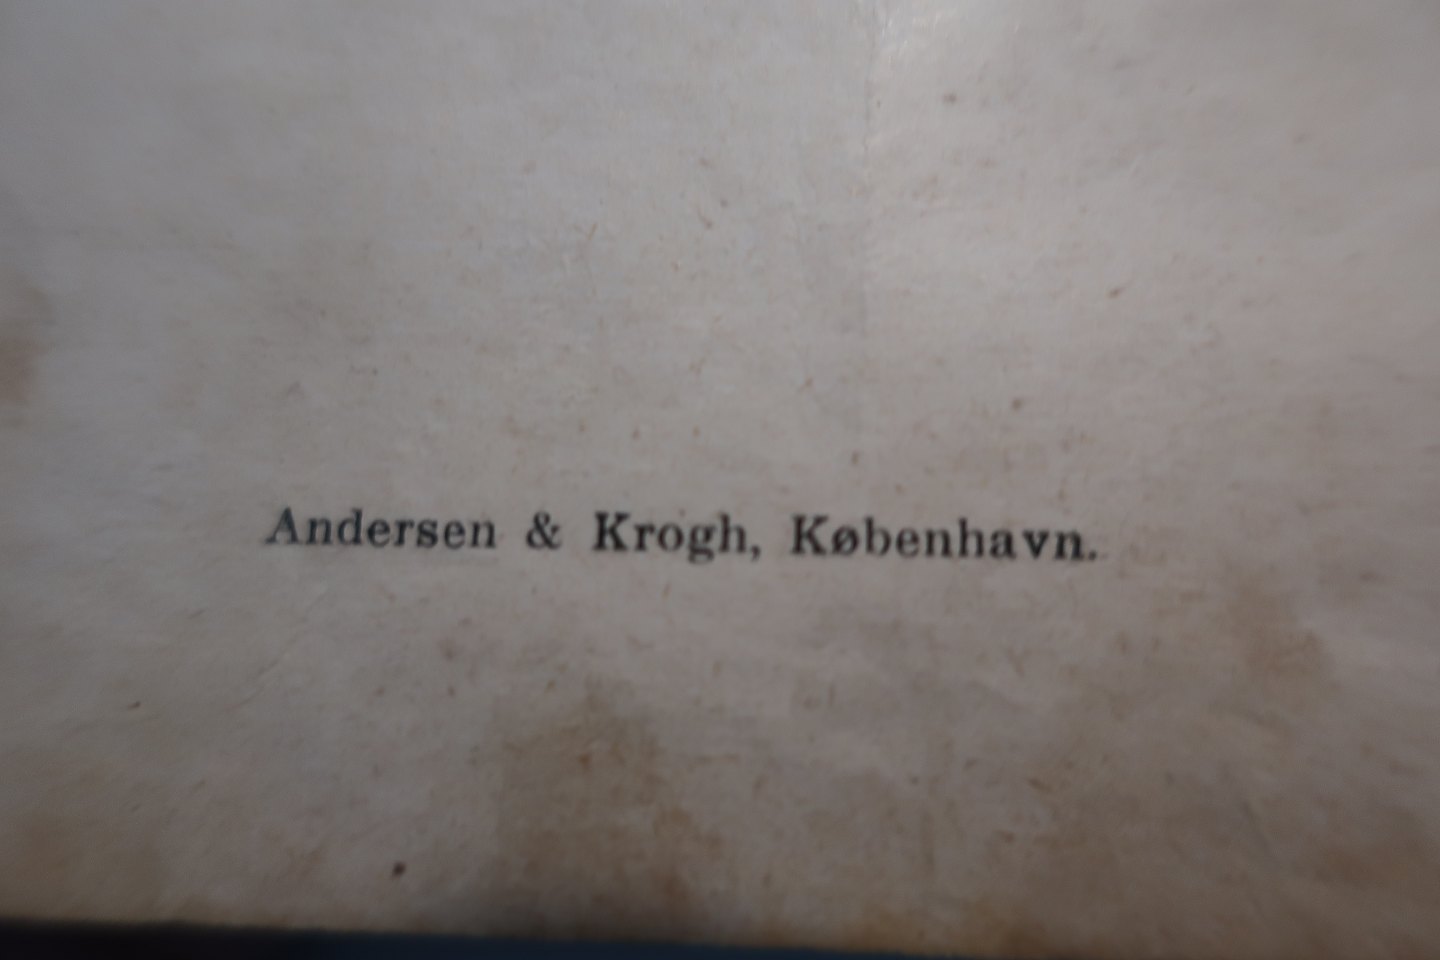 Andersen & Krogh, København.